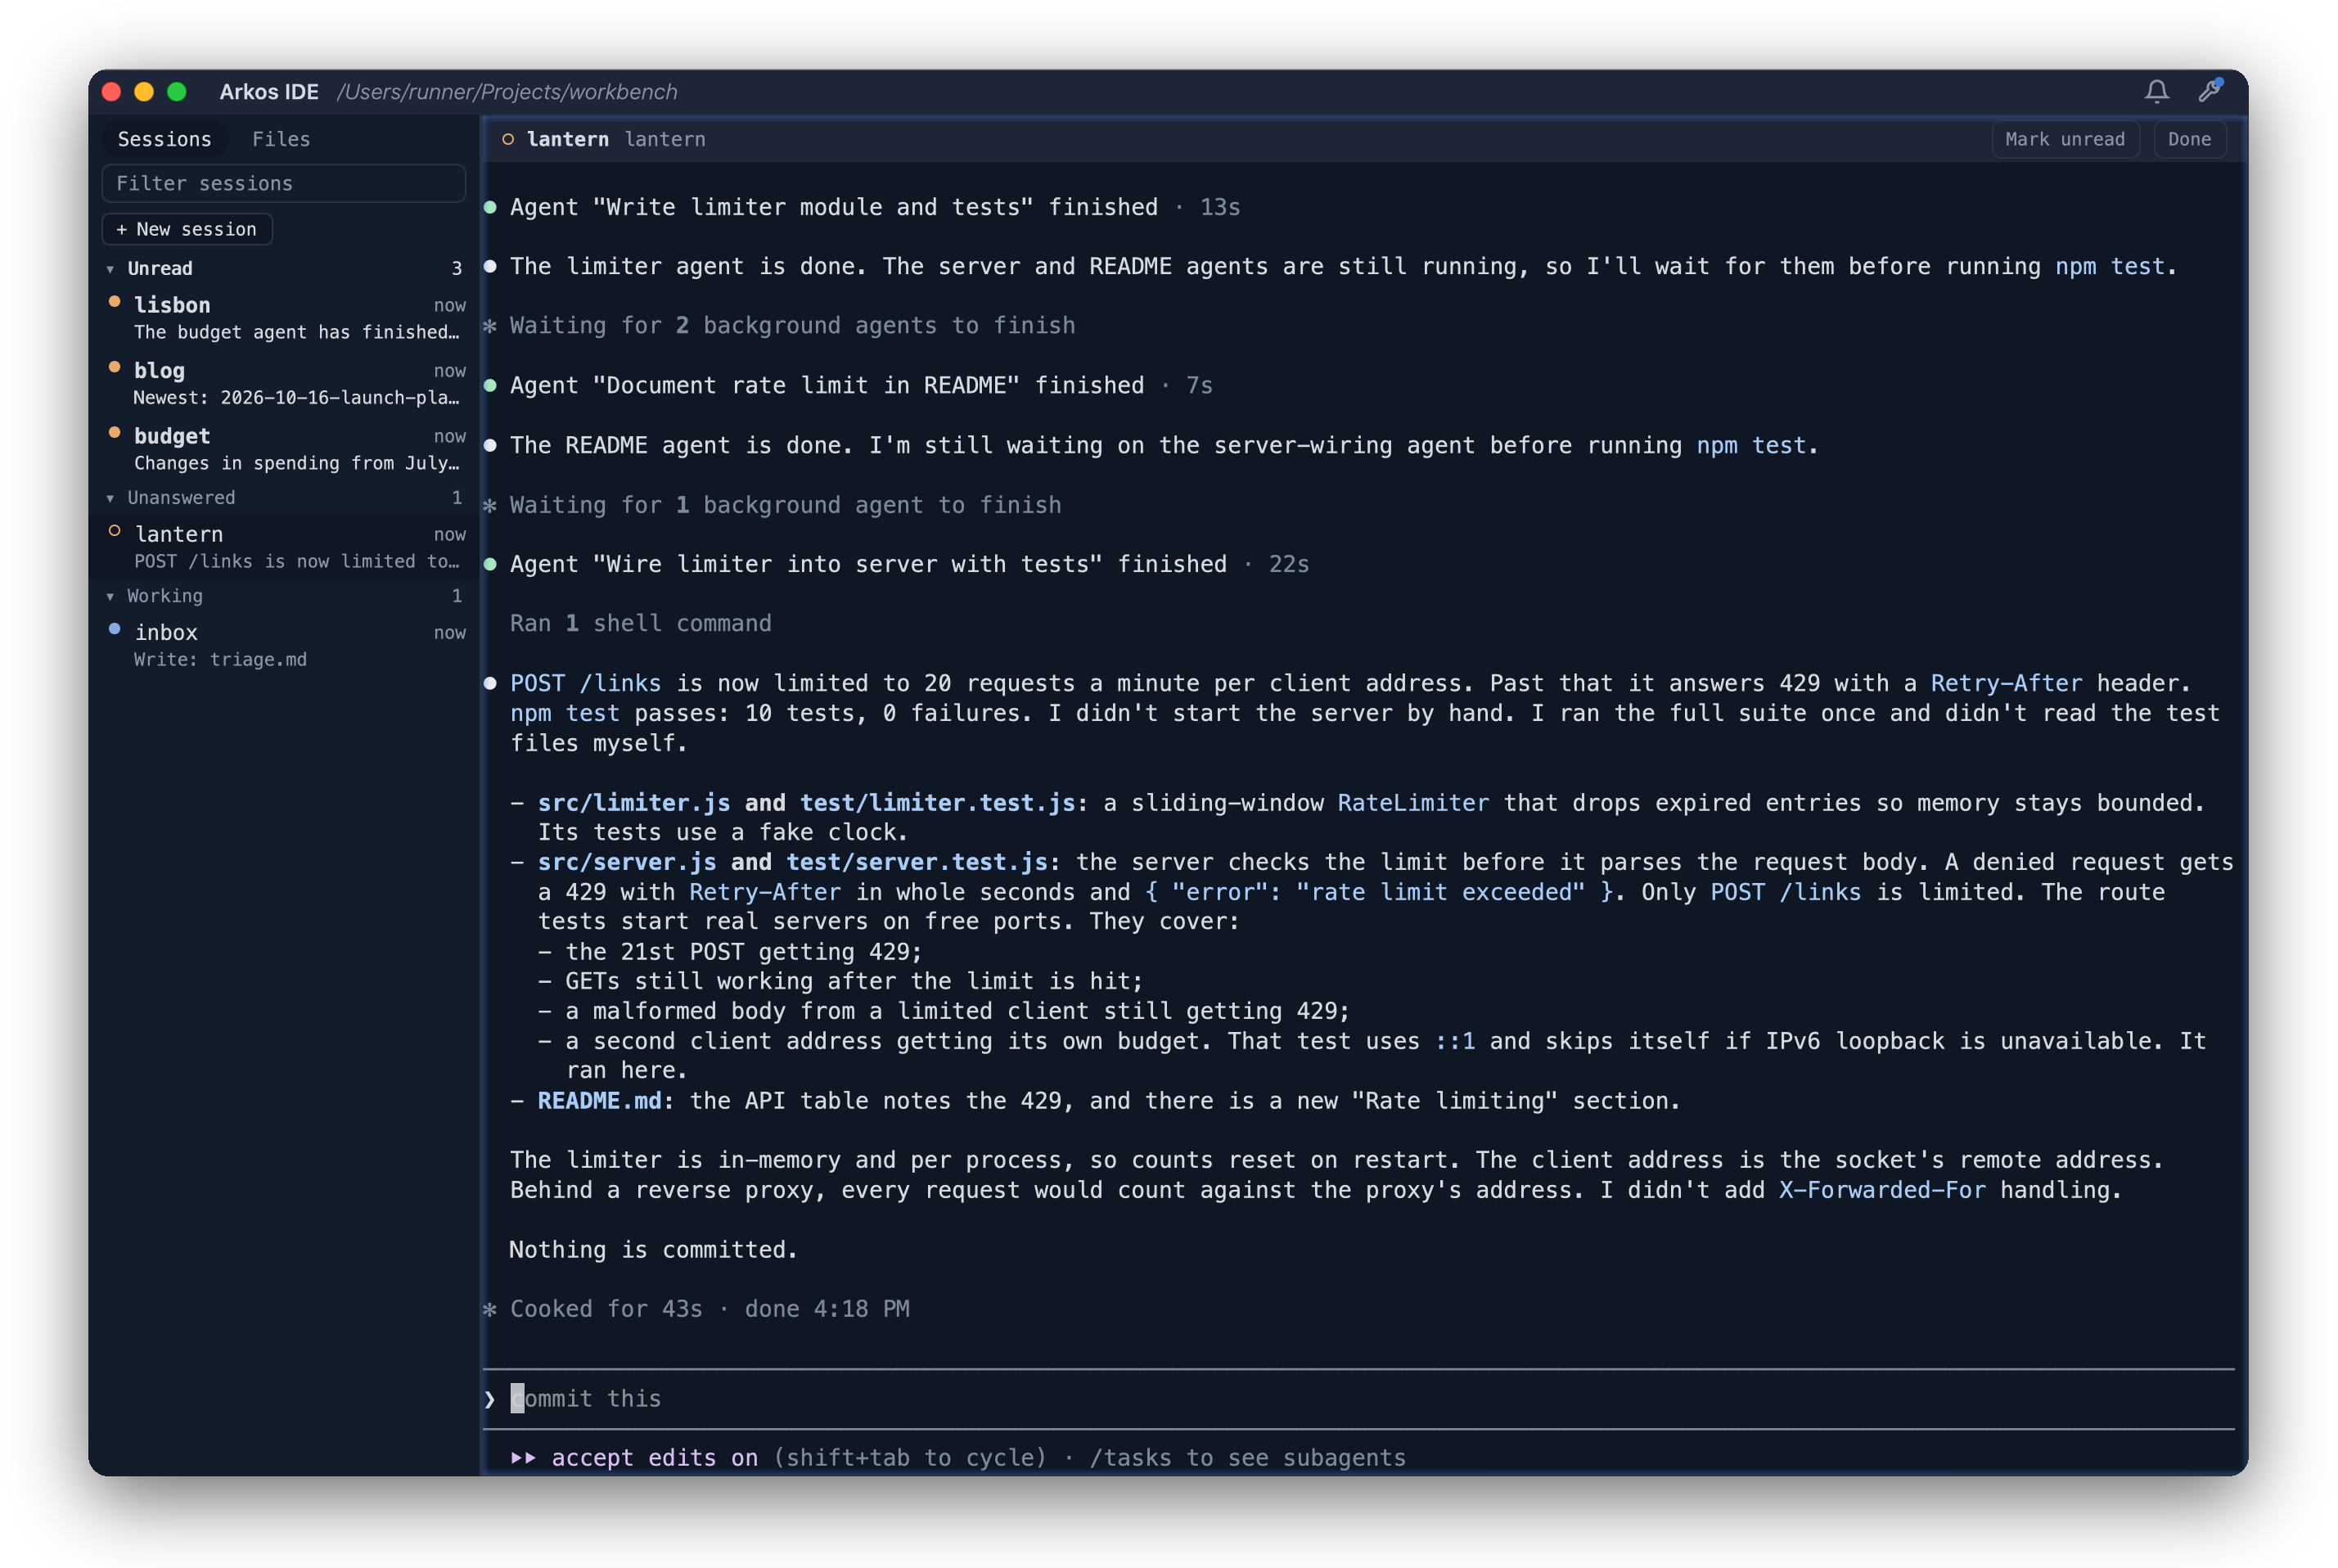 Arkos IDE /Users/runner/Projects/workbench
Sessions Files
Filter sessions
+ New session
▾ Unread 3
lisbon now
The budget agent has finished…
blog now
Newest: 2026-10-16-launch-pla…
budget now
Changes in spending from July…
▾ Unanswered 1
lantern now
POST /links is now limited to…
▾ Working 1
inbox now
Write: triage.md
lantern lantern Mark unread Done
● Agent "Write limiter module and tests" finished · 13s
● The limiter agent is done. The server and README agents are still running, so I'll wait for them before running npm test.
✻ Waiting for 2 background agents to finish
● Agent "Document rate limit in README" finished · 7s
● The README agent is done. I'm still waiting on the server-wiring agent before running npm test.
✻ Waiting for 1 background agent to finish
● Agent "Wire limiter into server with tests" finished · 22s
Ran 1 shell command
● POST /links is now limited to 20 requests a minute per client address. Past that it answers 429 with a Retry-After header.
npm test passes: 10 tests, 0 failures. I didn't start the server by hand. I ran the full suite once and didn't read the test
files myself.
- src/limiter.js and test/limiter.test.js: a sliding-window RateLimiter that drops expired entries so memory stays bounded.
Its tests use a fake clock.
- src/server.js and test/server.test.js: the server checks the limit before it parses the request body. A denied request gets
a 429 with Retry-After in whole seconds and { "error": "rate limit exceeded" }. Only POST /links is limited. The route
tests start real servers on free ports. They cover:
- the 21st POST getting 429;
- GETs still working after the limit is hit;
- a malformed body from a limited client still getting 429;
- a second client address getting its own budget. That test uses ::1 and skips itself if IPv6 loopback is unavailable. It
ran here.
- README.md: the API table notes the 429, and there is a new "Rate limiting" section.
The limiter is in-memory and per process, so counts reset on restart. The client address is the socket's remote address.
Behind a reverse proxy, every request would count against the proxy's address. I didn't add X-Forwarded-For handling.
Nothing is committed.
✻ Cooked for 43s · done 4:18 PM
❯ commit this
▸▸ accept edits on (shift+tab to cycle) · /tasks to see subagents